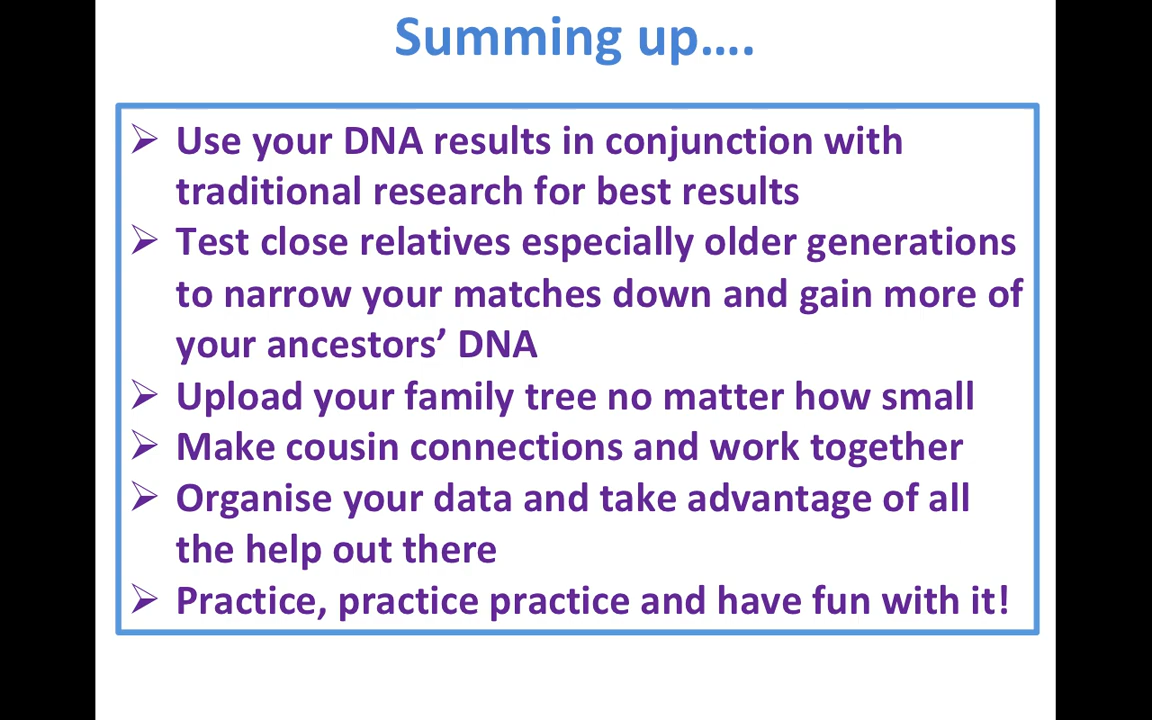 Summing up....
➢ Use your DNA results in conjunction with
traditional research for best results
➢ Test close relatives especially older generations
to narrow your matches down and gain more of
your ancestors’ DNA
➢ Upload your family tree no matter how small
➢ Make cousin connections and work together
➢ Organise your data and take advantage of all
the help out there
➢ Practice, practice practice and have fun with it!